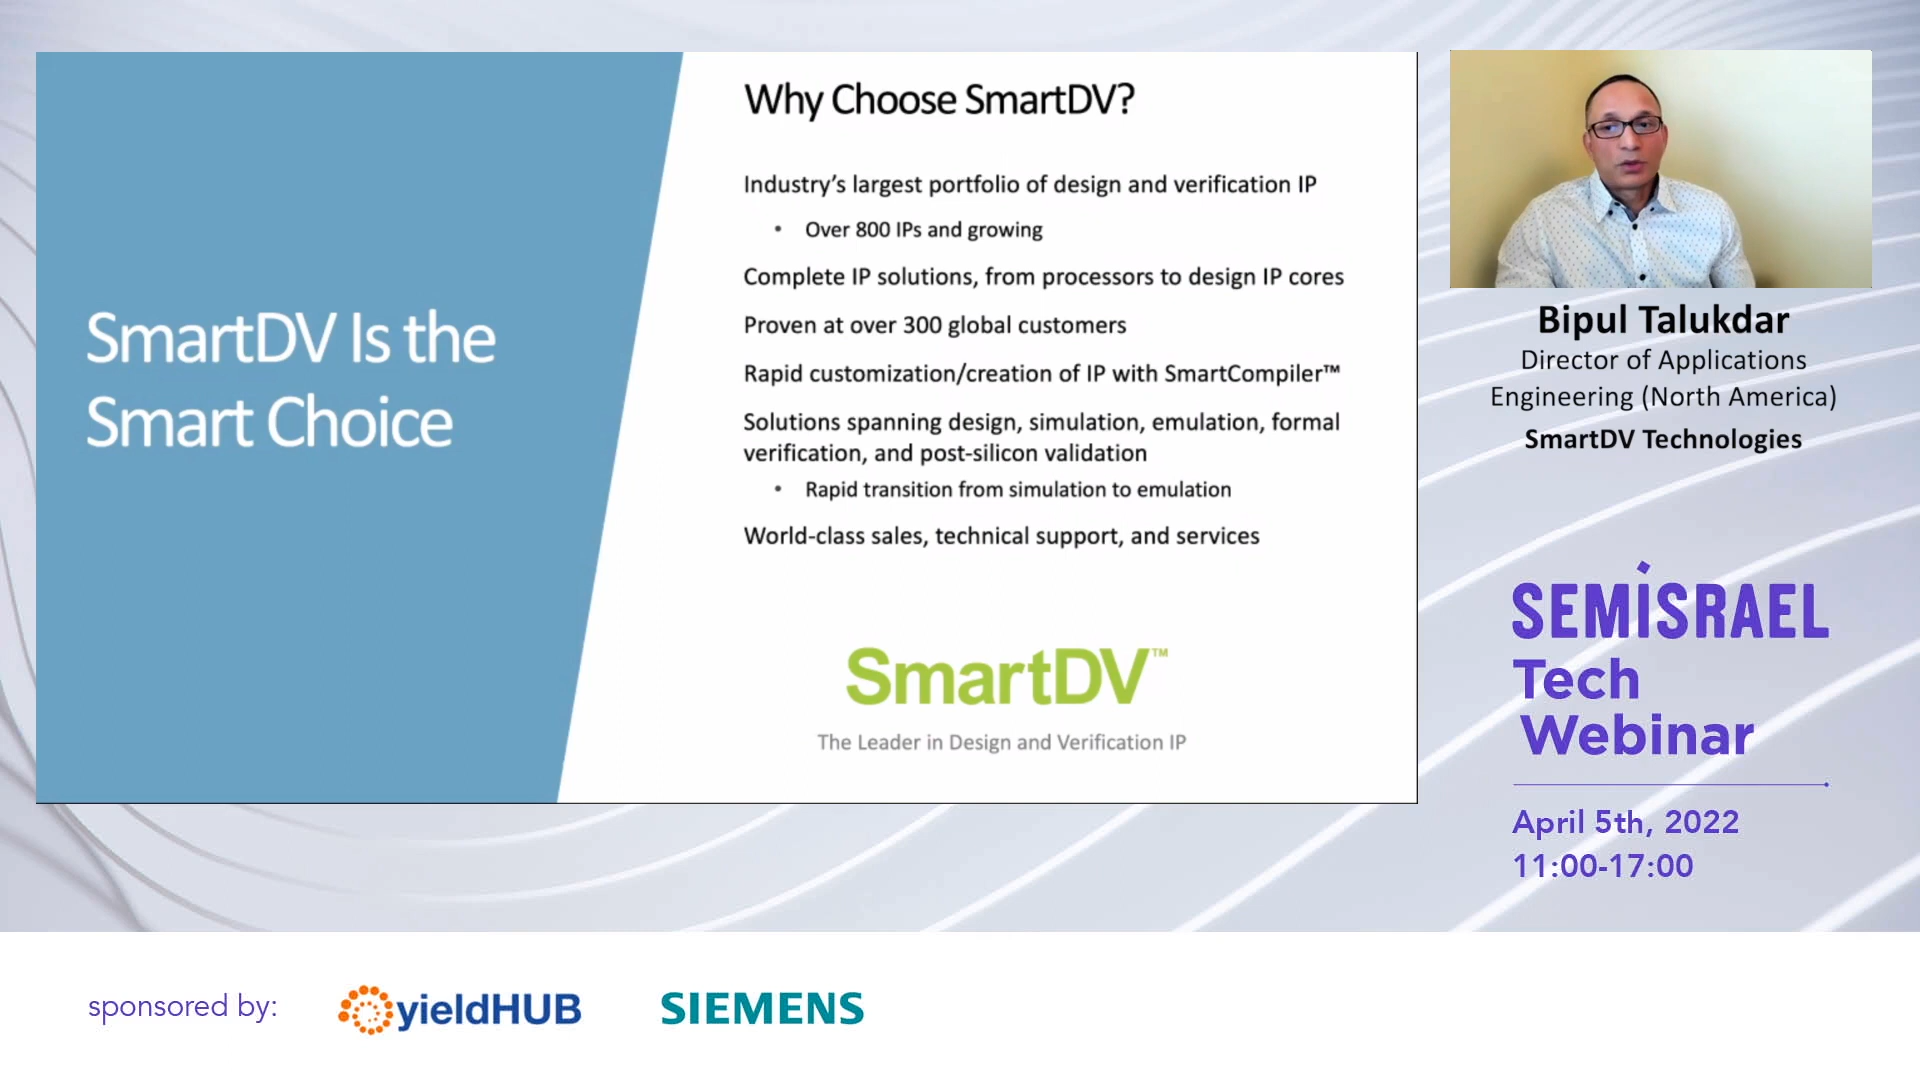 SmartDV Is the
Smart Choice
Why Choose SmartDV?
Industry's largest portfolio of design and verification IP
• Over 800 IPs and growing
Complete IP solutions, from processors to design IP cores
Proven at over 300 global customers
Rapid customization/creation of IP with SmartCompiler™
Solutions spanning design, simulation, emulation, formal
verification, and post-silicon validation
• Rapid transition from simulation to emulation
World-class sales, technical support, and services
SmartDV™
The Leader in Design and Verification IP
Bipul Talukdar
Director of Applications
Engineering (North America)
SmartDV Technologies
SEMISRAEL
Tech
Webinar
April 5th, 2022
11:00-17:00
sponsored by:
yieldHUB
SIEMENS